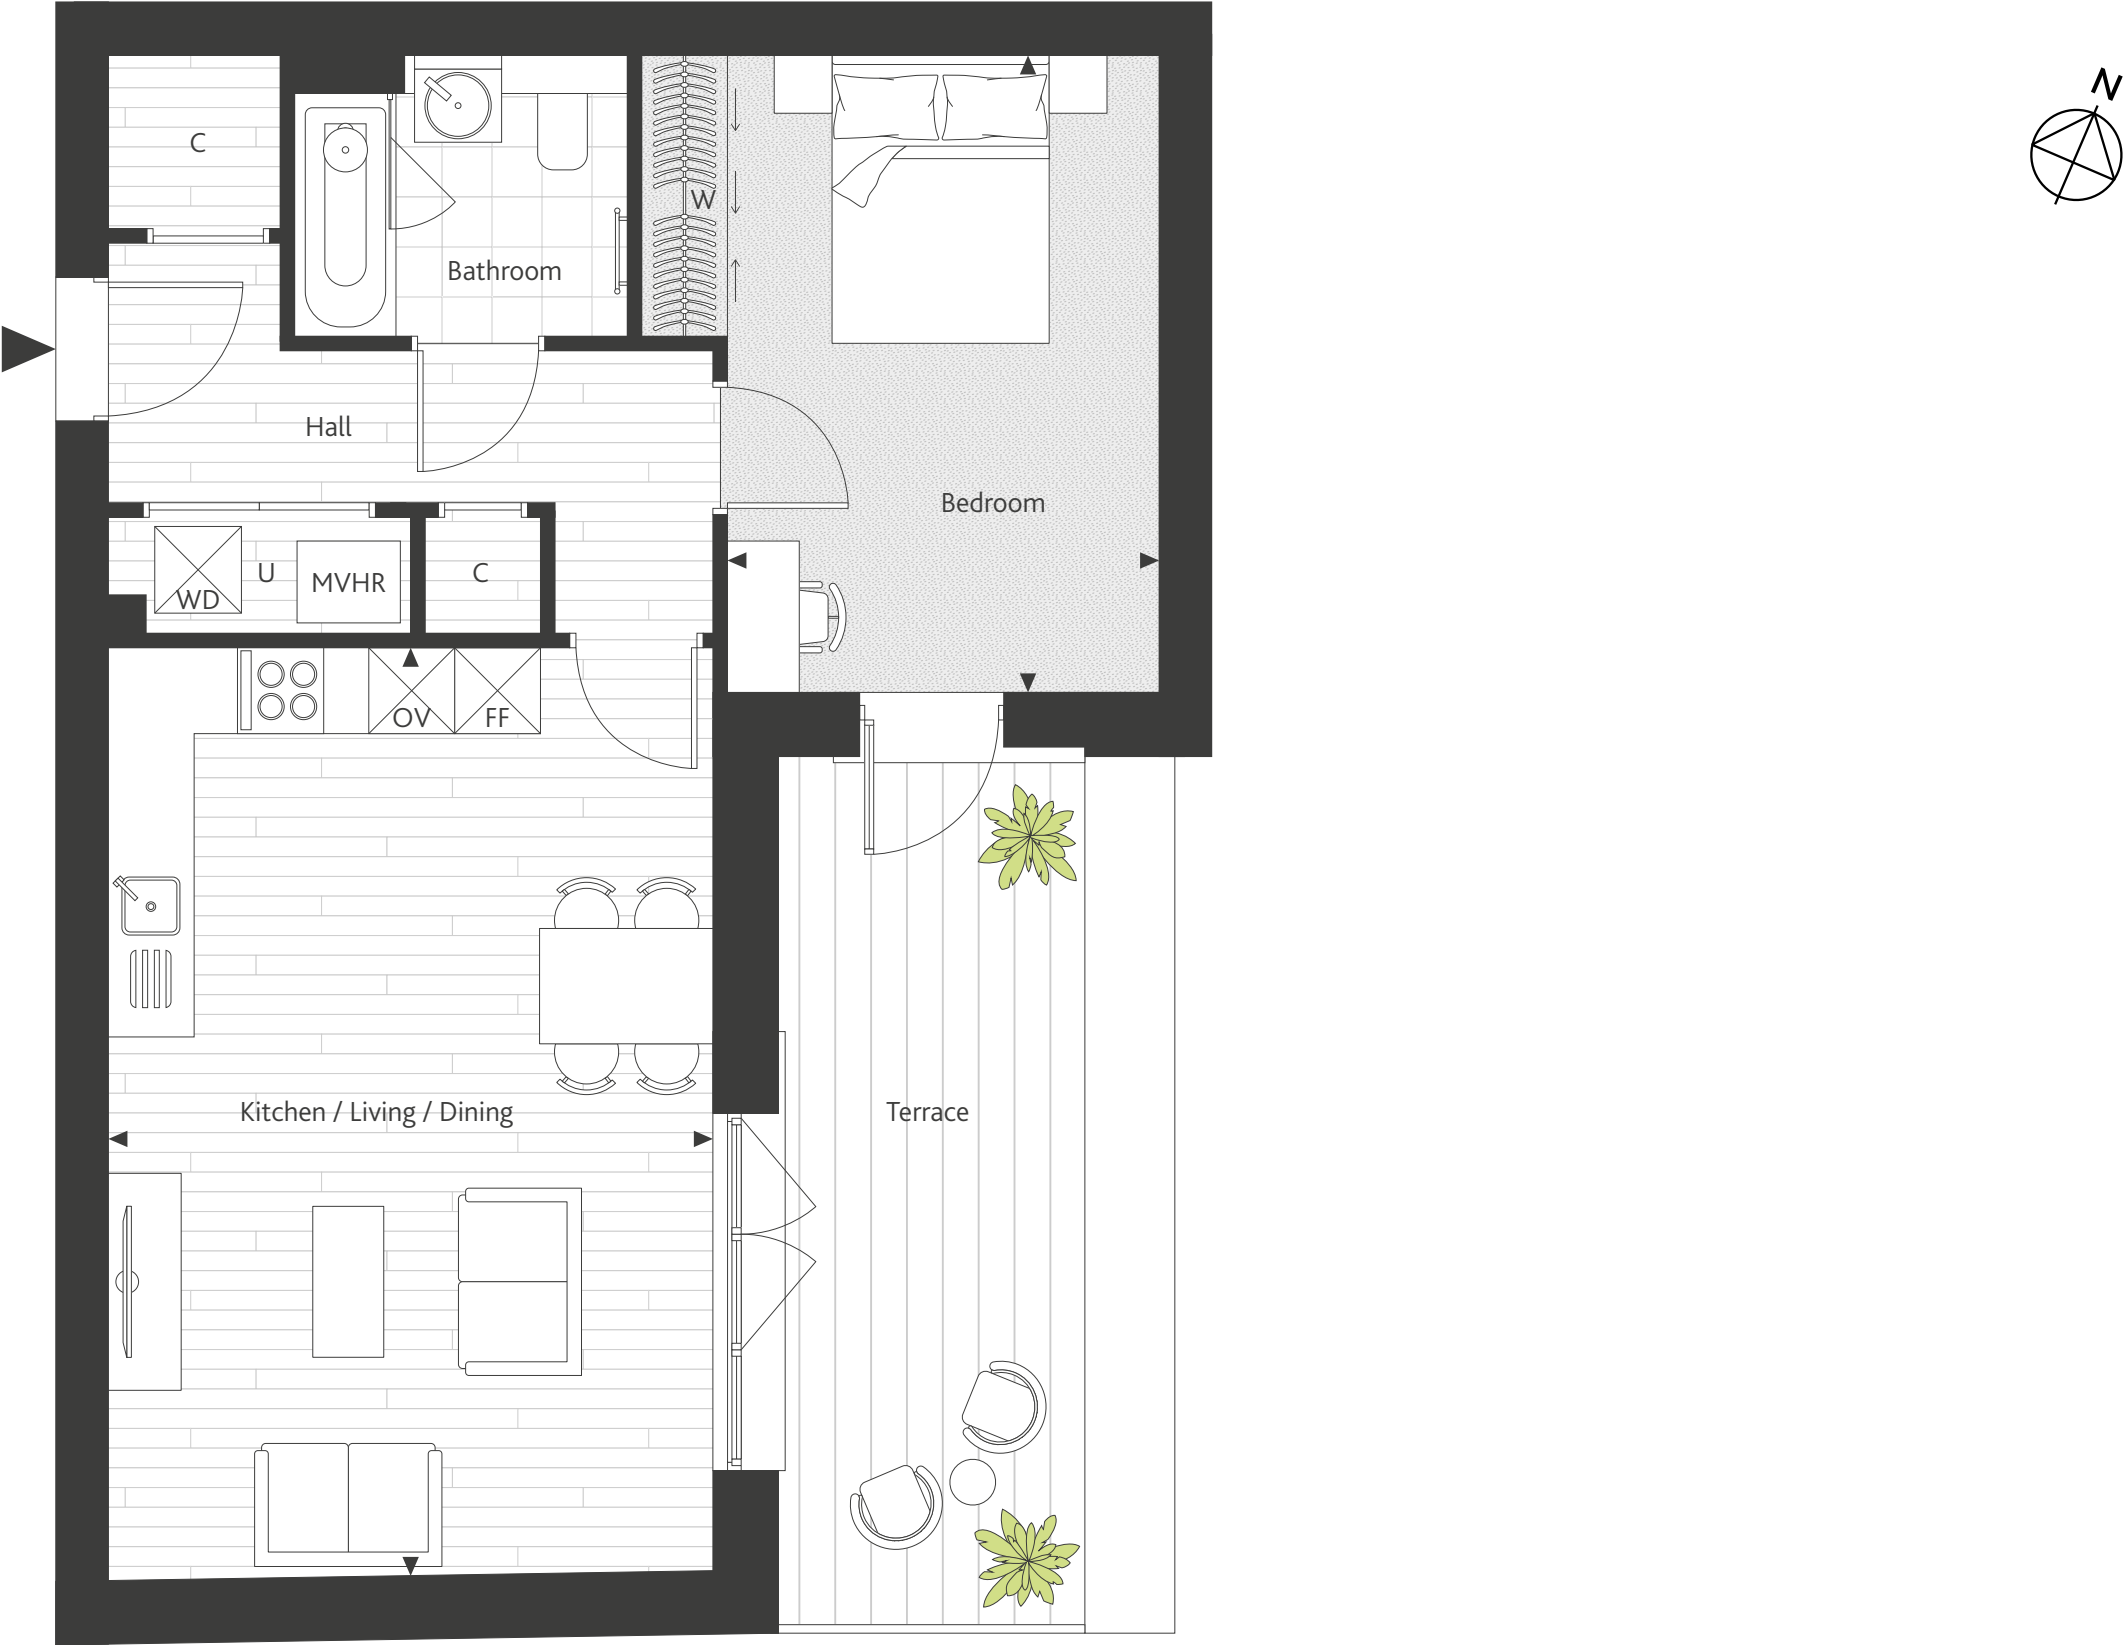 N
C
W
Bathroom
Hall
Bedroom
U
MVHR
C
WD
OV
FF
Kitchen / Living / Dining
Terrace